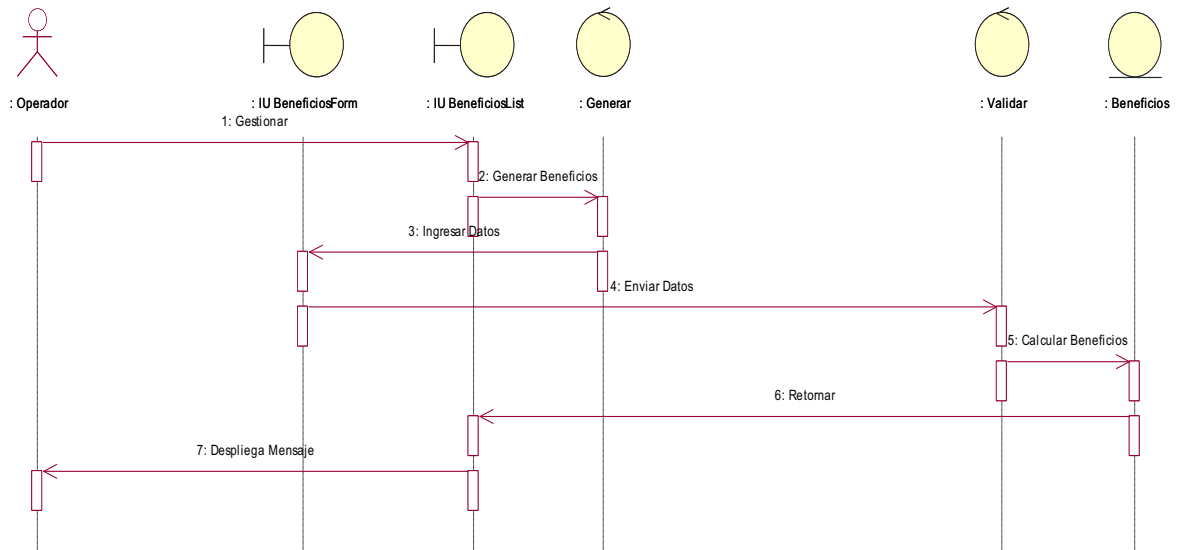 : Operador
: IU BeneficiosForm
: IU BeneficiosList
: Generar
: Validar
: Beneficios
1: Gestionar
2: Generar Beneficios
3: Ingresar Datos
4: Enviar Datos
5: Calcular Beneficios
6: Retornar
7: Despliega Mensaje